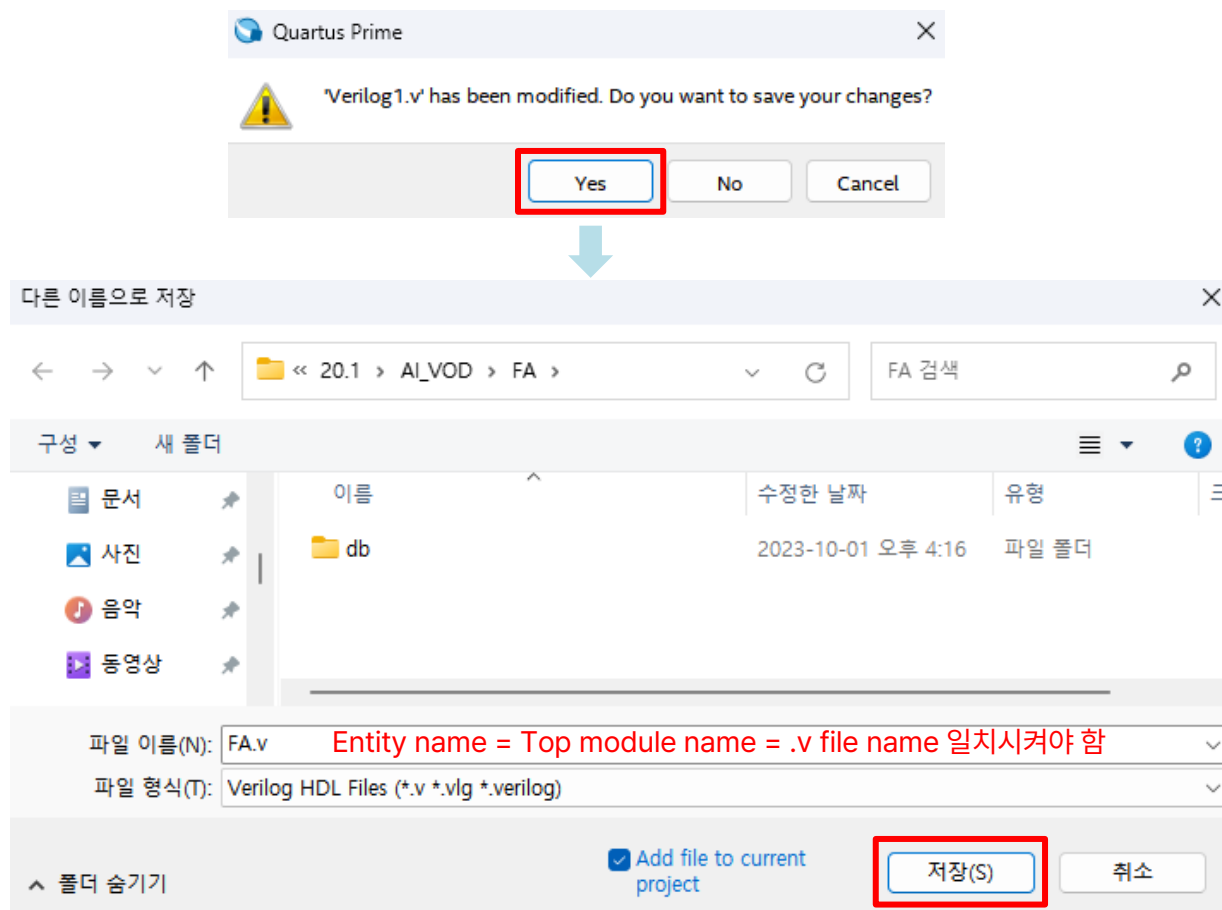 Quartus Prime
'Verilog1.v' has been modified. Do you want to save your changes?
Yes No Cancel
다른 이름으로 저장
« 20.1 > AI_VOD > FA >
FA 검색
구성 새 폴더
이름 수정한 날짜 유형
문서
db 2023-10-01 오후 4:16 파일 폴더
사진
음악
동영상
파일 이름(N): FA.v Entity name = Top module name = .v file name 일치시켜야 함
파일 형식(T): Verilog HDL Files (*.v *.vlg *.verilog)
Add file to current
project
저장(S) 취소
폴더 숨기기